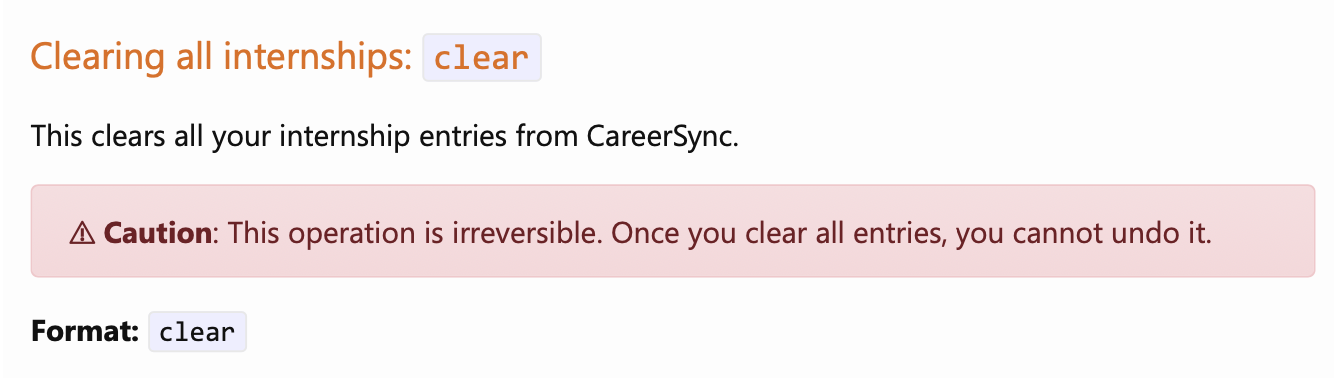 Clearing all internships: clear
This clears all your internship entries from CareerSync.
⚠ Caution: This operation is irreversible. Once you clear all entries, you cannot undo it.
Format: clear